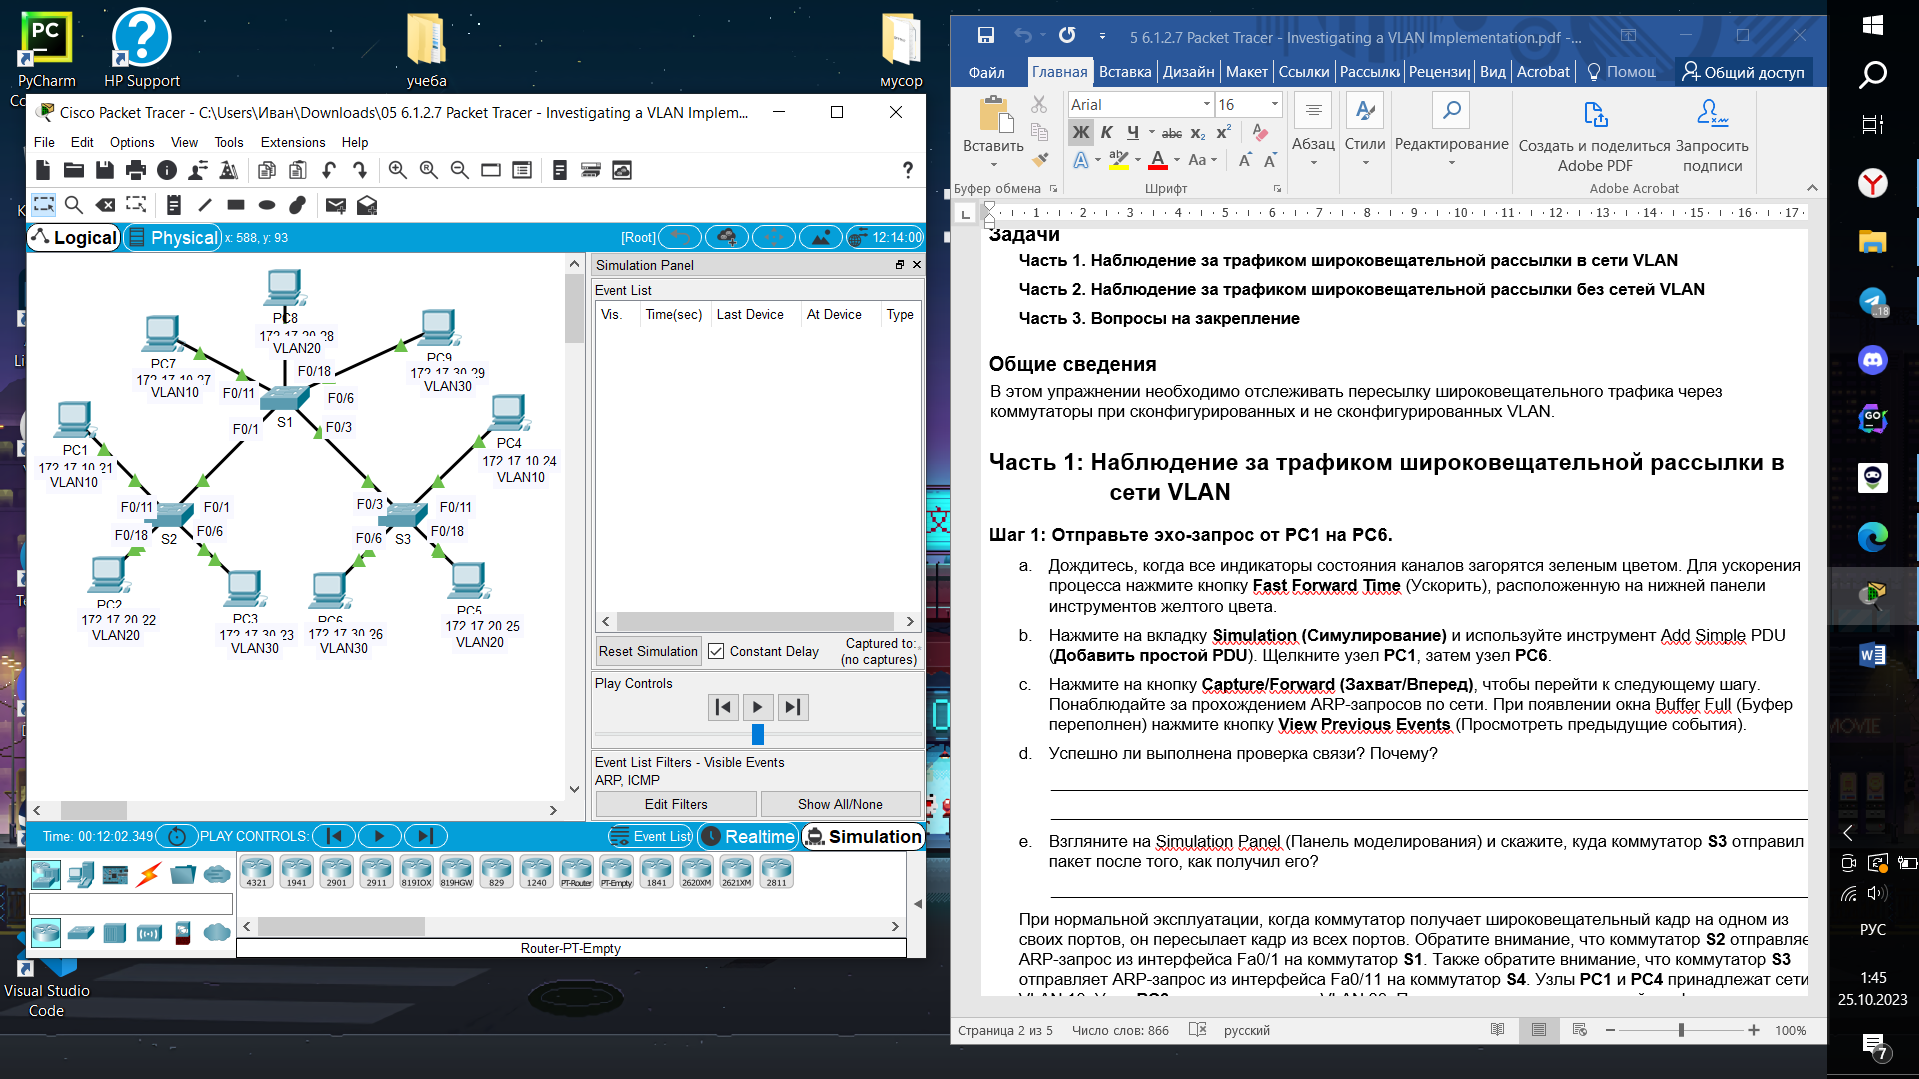 PyCharm
HP Support
учеба
мусор
Cisco Packet Tracer - C:\Users\Иван\Downloads\05 6.1.2.7 Packet Tracer - Investigating a VLAN Implem...
File Edit Options View Tools Extensions Help
Logical
Physical
x: 588, y: 93
[Root]
12:14:00
PC8
172.17.20.28
VLAN20
PC7
172.17.10.27
VLAN10
PC9
172.17.30.29
VLAN30
F0/18
F0/11
F0/6
S1
F0/1
F0/3
PC1
172.17.10.21
VLAN10
PC4
172.17.10.24
VLAN10
F0/11
F0/1
F0/18
F0/6
S2
F0/3
F0/11
F0/6
F0/18
S3
PC2
172.17.20.22
VLAN20
PC3
172.17.30.23
VLAN30
PC6
172.17.30.26
VLAN30
PC5
172.17.20.25
VLAN20
Simulation Panel
Event List
Vis. Time(sec) Last Device At Device Type
Reset Simulation
Constant Delay
Captured to:
(no captures)
Play Controls
Event List Filters - Visible Events
ARP, ICMP
Edit Filters
Show All/None
Time: 00:12:02.349
PLAY CONTROLS:
Event List
Realtime
Simulation
4321 1941 2901 2911 819IOX 819HGW 829 1240 PT-Router PT-Empty 1841 2620XM 2621XM 2811
Router-PT-Empty
Visual Studio
Code
5 6.1.2.7 Packet Tracer - Investigating a VLAN Implementation.pdf -...
Файл Главная Вставка Дизайн Макет Ссылки Рассылки Рецензи Вид Acrobat Помощ Общий доступ
Вставить
Буфер обмена
Arial 16
Ж К Ч abc x₂ x²
Шрифт
Абзац
Стили
Редактирование
Создать и поделиться
Adobe PDF
Запросить
подписи
Adobe Acrobat
1 2 3 4 5 6 7 8 9 10 11 12 13 14 15 16 17
Задачи
Часть 1. Наблюдение за трафиком широковещательной рассылки в сети VLAN
Часть 2. Наблюдение за трафиком широковещательной рассылки без сетей VLAN
Часть 3. Вопросы на закрепление
Общие сведения
В этом упражнении необходимо отслеживать пересылку широковещательного трафика через
коммутаторы при сконфигурированных и не сконфигурированных VLAN.
Часть 1: Наблюдение за трафиком широковещательной рассылки в
сети VLAN
Шаг 1: Отправьте эхо-запрос от PC1 на PC6.
a. Дождитесь, когда все индикаторы состояния каналов загорятся зеленым цветом. Для ускорения
процесса нажмите кнопку Fast Forward Time (Ускорить), расположенную на нижней панели
инструментов желтого цвета.
b. Нажмите на вкладку Simulation (Симулирование) и используйте инструмент Add Simple PDU
(Добавить простой PDU). Щелкните узел PC1, затем узел PC6.
c. Нажмите на кнопку Capture/Forward (Захват/Вперед), чтобы перейти к следующему шагу.
Понаблюдайте за прохождением ARP-запросов по сети. При появлении окна Buffer Full (Буфер
переполнен) нажмите кнопку View Previous Events (Просмотреть предыдущие события).
d. Успешно ли выполнена проверка связи? Почему?
e. Взгляните на Simulation Panel (Панель моделирования) и скажите, куда коммутатор S3 отправил
пакет после того, как получил его?
При нормальной эксплуатации, когда коммутатор получает широковещательный кадр на одном из
своих портов, он пересылает кадр из всех портов. Обратите внимание, что коммутатор S2 отправляе
ARP-запрос из интерфейса Fa0/1 на коммутатор S1. Также обратите внимание, что коммутатор S3
отправляет ARP-запрос из интерфейса Fa0/11 на коммутатор S4. Узлы PC1 и PC4 принадлежат сети
Страница 2 из 5 Число слов: 866 русский 100%
18
РУС
1:45
25.10.2023
7